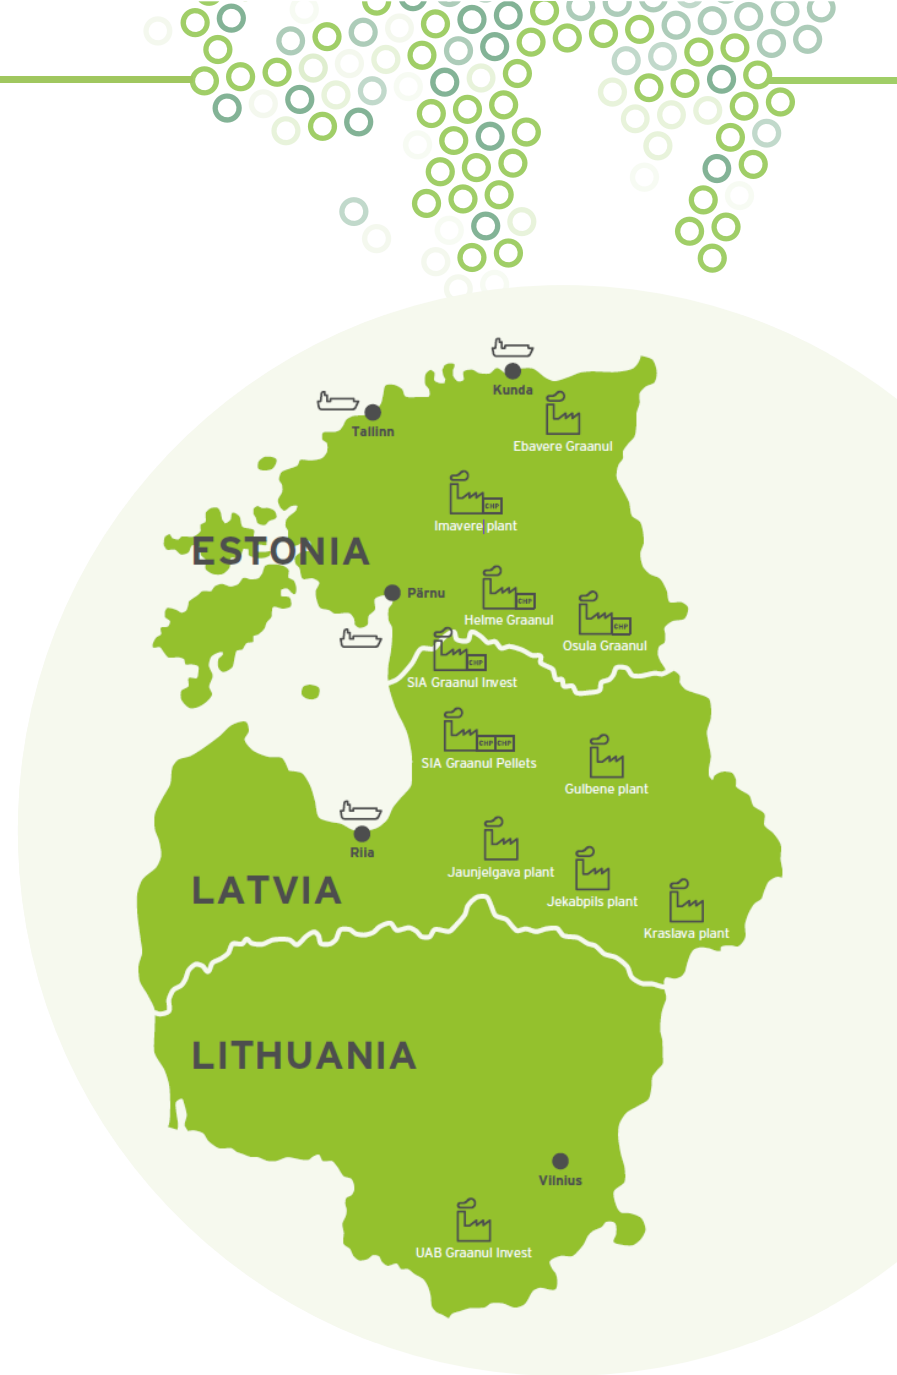 Kunda
Tallinn
Ebavere Graanul
CHP
Imavere plant
ESTONIA
Pärnu
CHP
Helme Graanul
CHP
Osula Graanul
CHP
SIA Graanul Invest
CHP CHP
SIA Graanul Pellets
Gulbene plant
Riia
Jaunjelgava plant
LATVIA
Jekabpils plant
Kraslava plant
LITHUANIA
Vilnius
UAB Graanul Invest